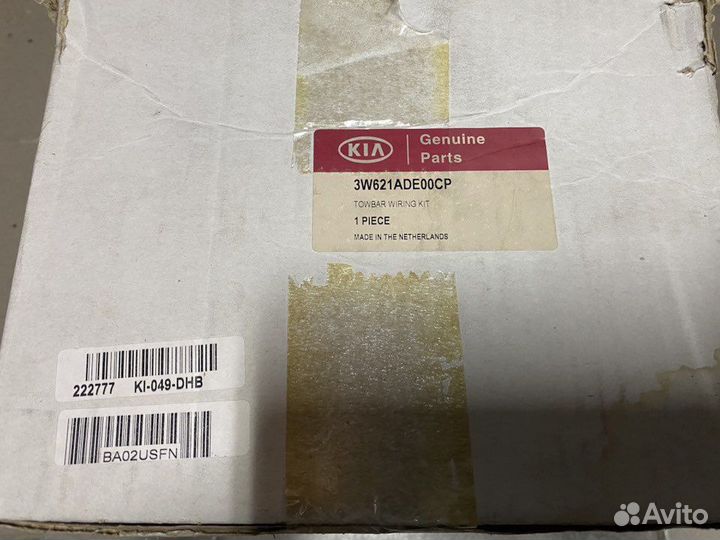 KIA
Genuine
Parts
3W621ADE00CP
TOWBAR WIRING KIT
1 PIECE
MADE IN THE NETHERLANDS
222777 KI-049-DHB
BA02USFN
Avito